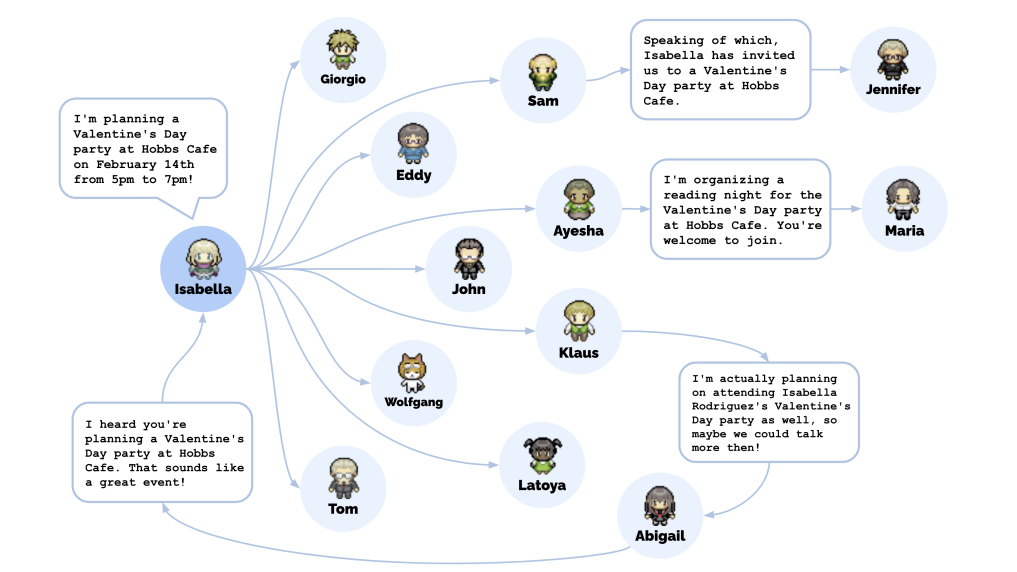 Giorgio
Speaking of which,
Isabella has invited
us to a Valentine's
Day party at Hobbs
Cafe.
Sam
Jennifer
I'm planning a
Valentine's Day
party at Hobbs Cafe
on February 14th
from 5pm to 7pm!
Eddy
I'm organizing a
reading night for the
Valentine's Day party
at Hobbs Cafe. You're
welcome to join.
Ayesha
Maria
Isabella
John
Klaus
I'm actually planning
on attending Isabella
Rodriguez's Valentine's
Day party as well, so
maybe we could talk
more then!
Wolfgang
I heard you're
planning a Valentine's
Day party at Hobbs
Cafe. That sounds like
a great event!
Latoya
Tom
Abigail